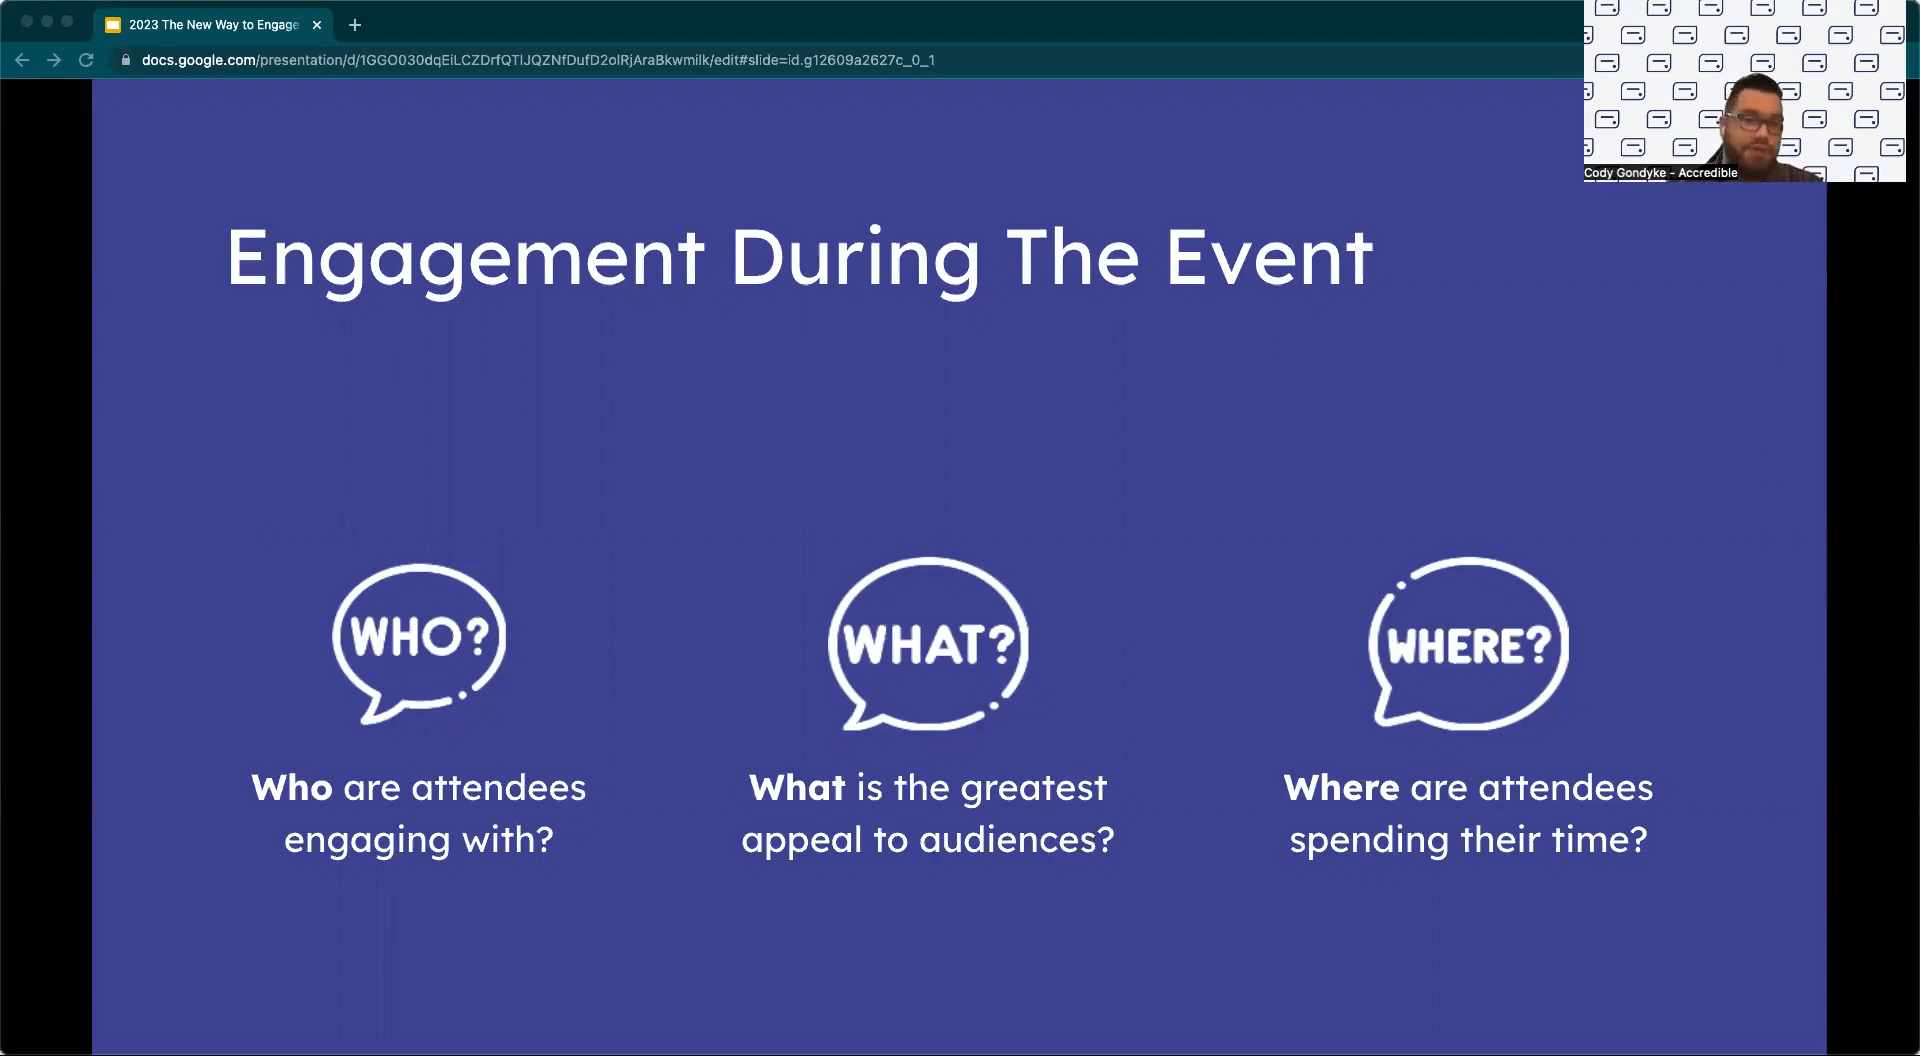 2023 The New Way to Engage
docs.google.com/presentation/d/1GGO030dqEiLCZDrfQTlJQZNfDufD2olRjAraBkwmilk/edit#slide=id.g12609a2627c_0_1
Cody Gondyke - Accredible
Engagement During The Event
WHO?
WHAT?
WHERE?
Who are attendees
engaging with?
What is the greatest
appeal to audiences?
Where are attendees
spending their time?